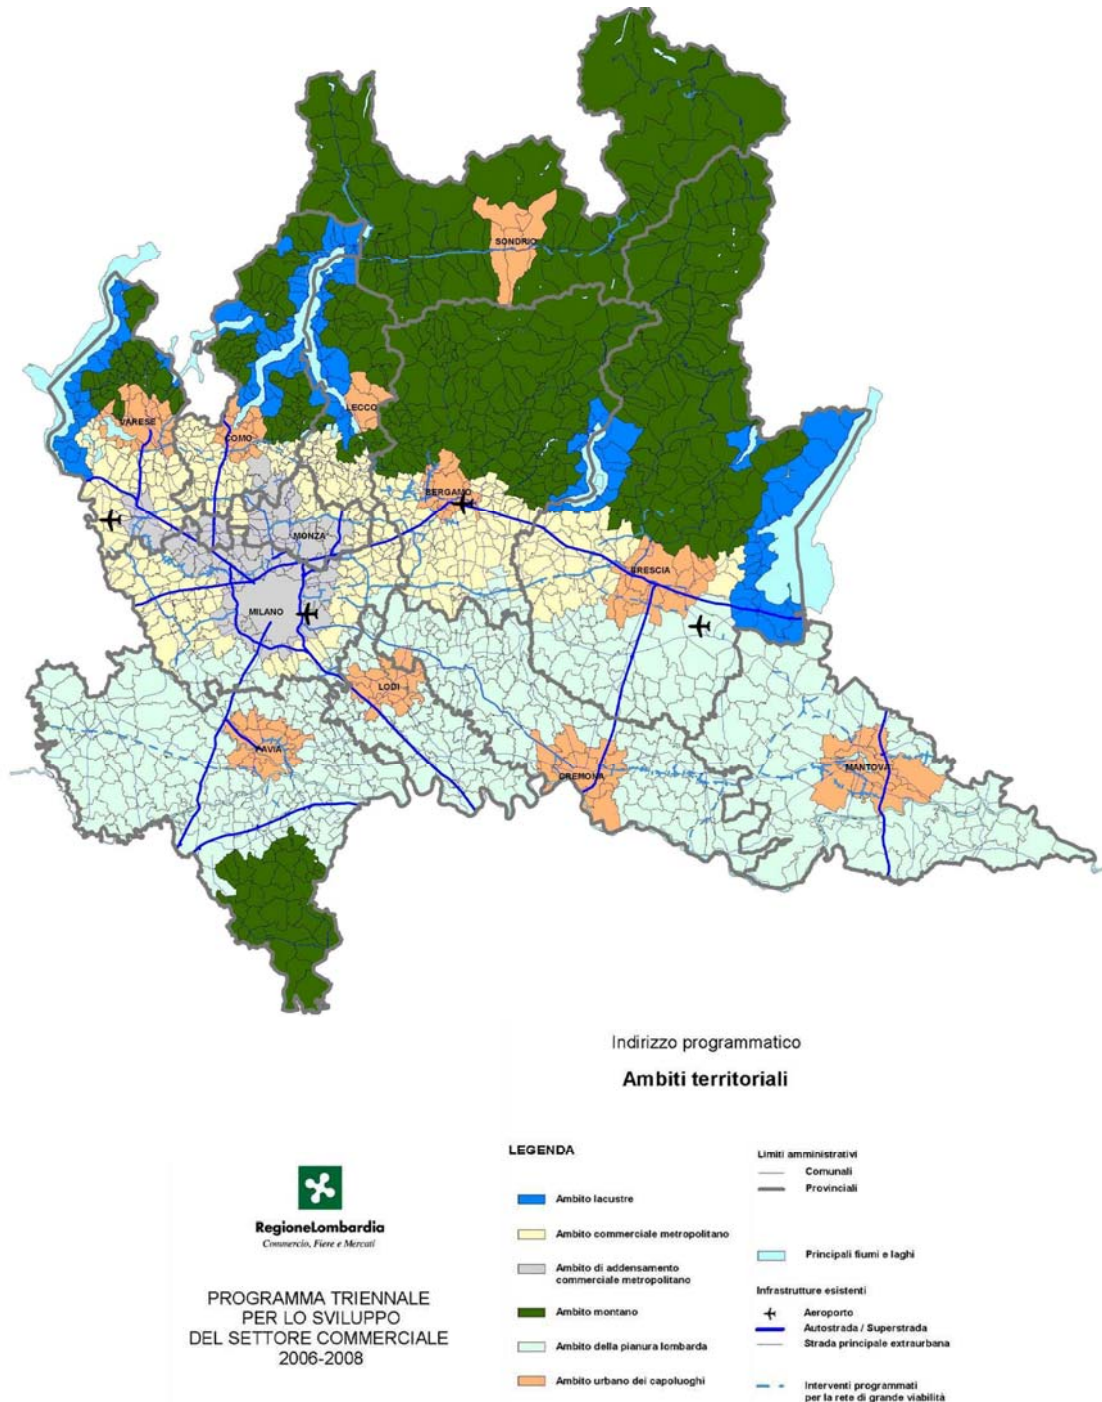 SONDRIO
LECCO
VARESE
COMO
BERGAMO
MONZA
BRESCIA
MILANO
LODI
PAVIA
CREMONA
MANTOVA
Indirizzo programmatico
Ambiti territoriali
RegioneLombardia
Commercio, Fiere e Mercati
PROGRAMMA TRIENNALE
PER LO SVILUPPO
DEL SETTORE COMMERCIALE
2006-2008
LEGENDA
Ambito lacustre
Ambito commerciale metropolitano
Ambito di addensamento
commerciale metropolitano
Ambito montano
Ambito della pianura lombarda
Ambito urbano dei capoluoghi
Limiti amministrativi
Comunali
Provinciali
Principali fiumi e laghi
Infrastrutture esistenti
Aeroporto
Autostrada / Superstrada
Strada principale extraurbana
Interventi programmati
per la rete di grande viabilità